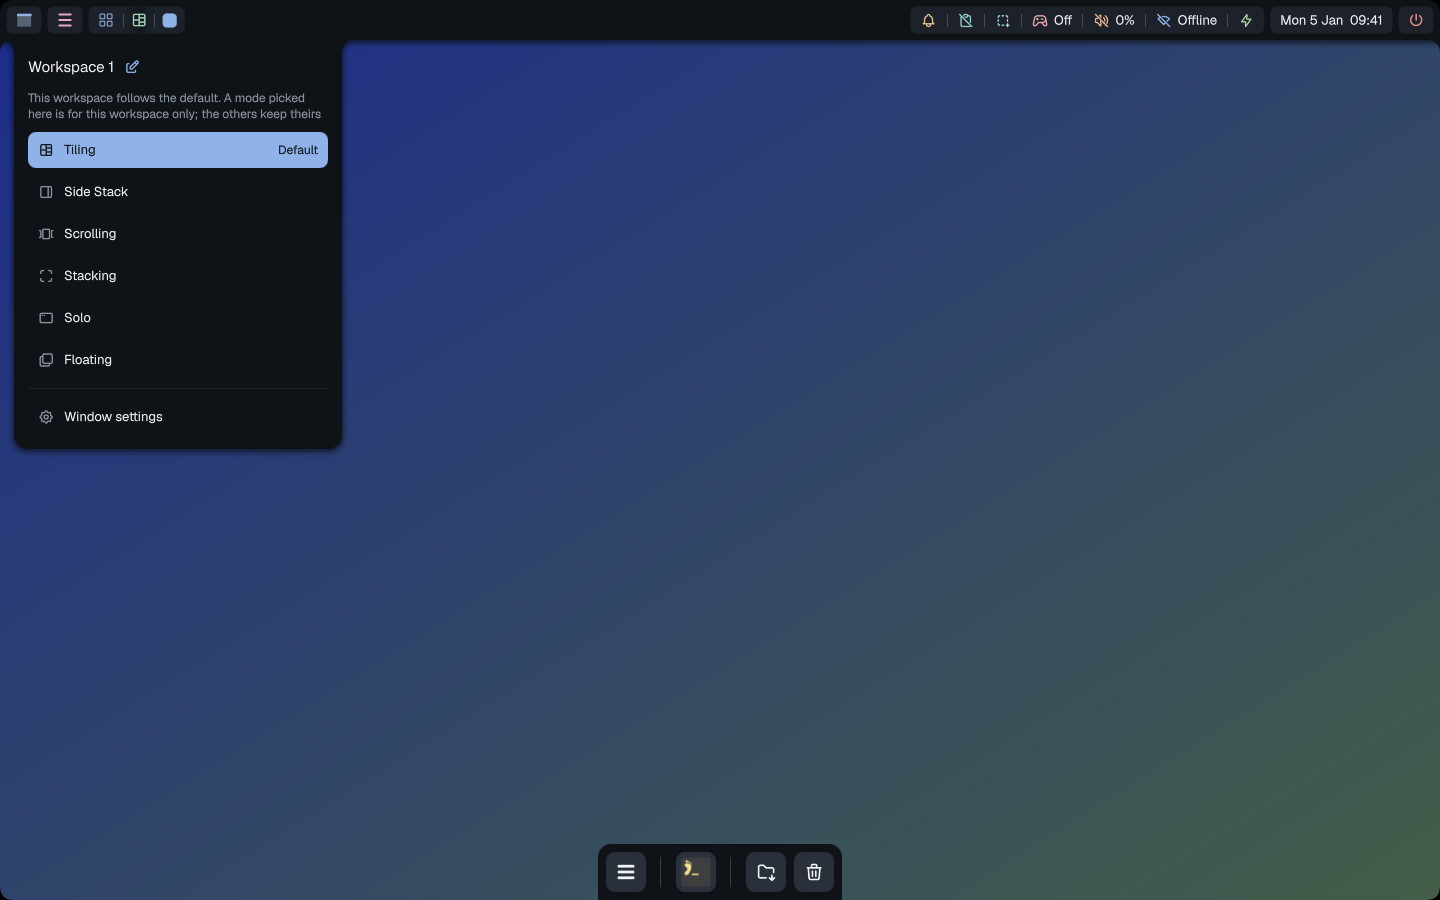 Off
0%
Offline
Mon 5 Jan 09:41
Workspace 1
This workspace follows the default. A mode picked
here is for this workspace only; the others keep theirs
Tiling
Default
Side Stack
Scrolling
Stacking
Solo
Floating
Window settings